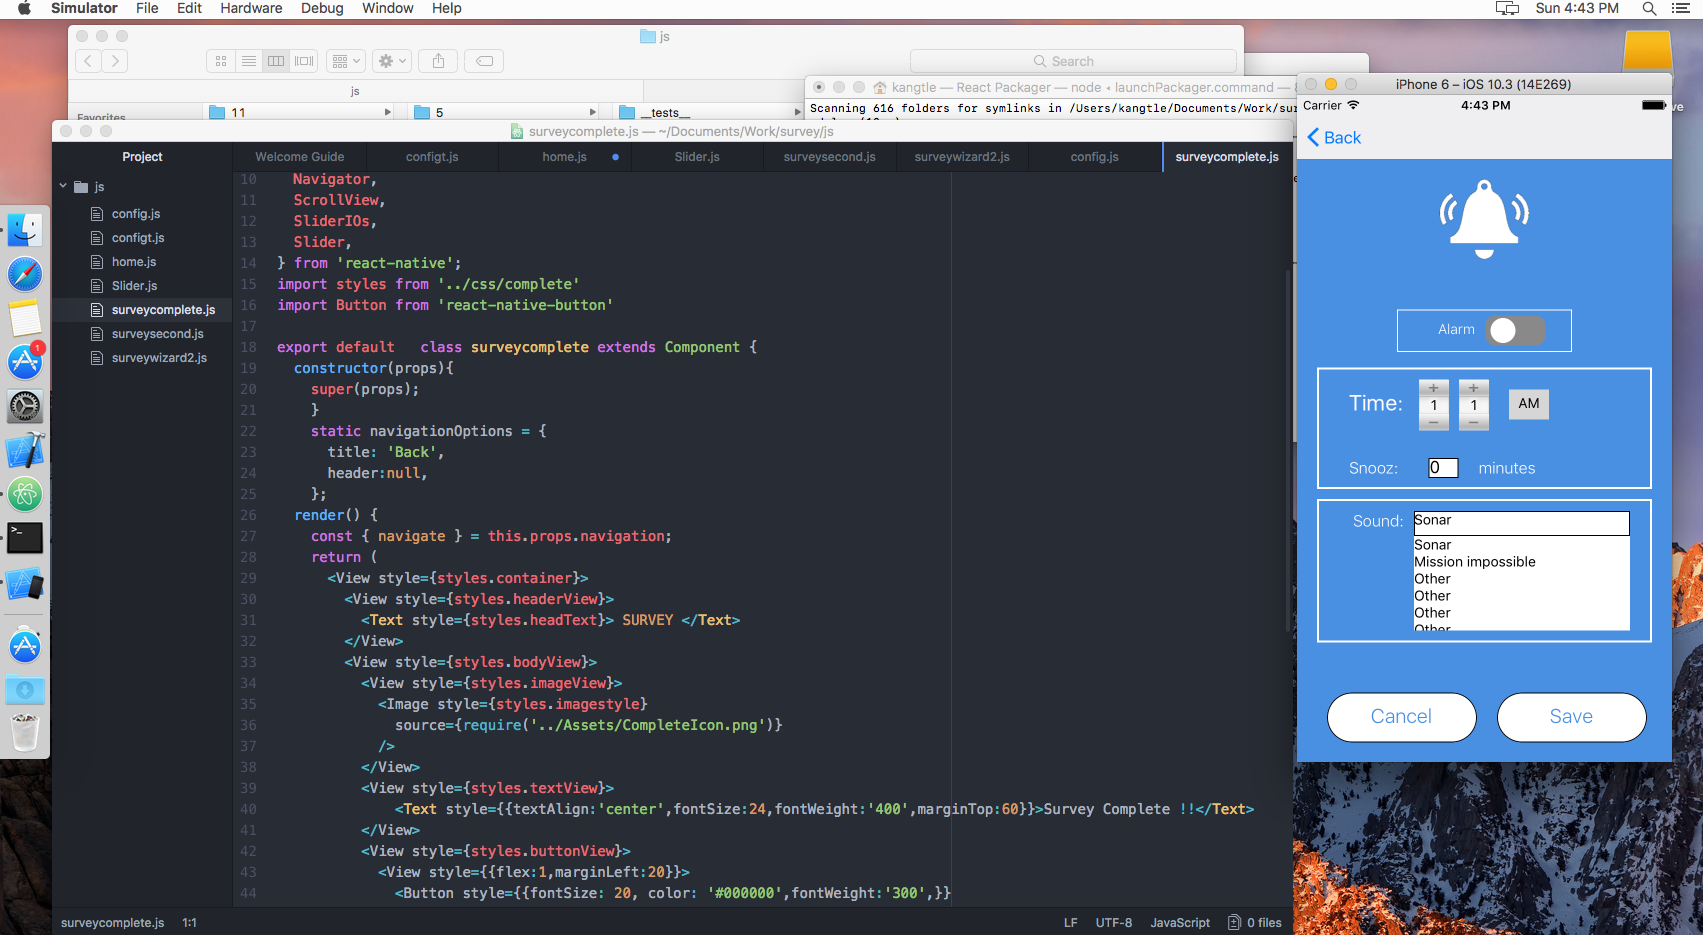 Simulator File Edit Hardware Debug Window Help
Sun 4:43 PM
js
Search
js
Favorites
11
5
__tests__
kangtle — React Packager — node ◂ launchPackager.command —
Scanning 616 folders for symlinks in /Users/kangtle/Documents/Work/sur
surveycomplete.js — ~/Documents/Work/survey/js
Project
Welcome Guide
configt.js
home.js
Slider.js
surveysecond.js
surveywizard2.js
config.js
surveycomplete.js
js
config.js
configt.js
home.js
Slider.js
surveycomplete.js
surveysecond.js
surveywizard2.js
10 Navigator,
11 ScrollView,
12 SliderIOs,
13 Slider,
14 } from 'react-native';
15 import styles from '../css/complete'
16 import Button from 'react-native-button'
17
18 export default   class surveycomplete extends Component {
19 constructor(props){
20 super(props);
21 }
22 static navigationOptions = {
23 title: 'Back',
24 header:null,
25 };
26 render() {
27 const { navigate } = this.props.navigation;
28 return (
29 <View style={styles.container}>
30 <View style={styles.headerView}>
31 <Text style={styles.headText}> SURVEY </Text>
32 </View>
33 <View style={styles.bodyView}>
34 <View style={styles.imageView}>
35 <Image style={styles.imagestyle}
36 source={require('../Assets/CompleteIcon.png')}
37 />
38 </View>
39 <View style={styles.textView}>
40 <Text style={{textAlign:'center',fontSize:24,fontWeight:'400',marginTop:60}}>Survey Complete !!</Text>
41 </View>
42 <View style={styles.buttonView}>
43 <View style={{flex:1,marginLeft:20}}>
44 <Button style={{fontSize: 20, color: '#000000',fontWeight:'300',}}
surveycomplete.js 1:1
LF UTF-8 JavaScript 0 files
iPhone 6 – iOS 10.3 (14E269)
Carrier 4:43 PM
Back
Alarm
Time:
+ +
1 1
− −
AM
Snooz: 0 minutes
Sound: Sonar
Sonar
Mission impossible
Other
Other
Other
Other
Cancel
Save
1